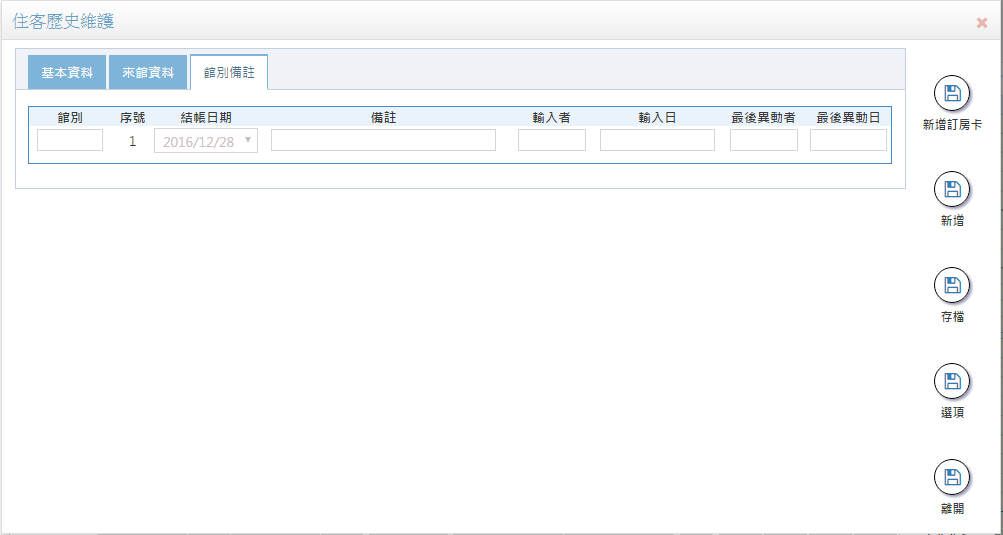 住客歷史維護
基本資料 來館資料 館別備註
館別 序號 結帳日期 備註 輸入者 輸入日 最後異動者 最後異動日
1 2016/12/28
新增訂房卡
新增
存檔
選項
離開